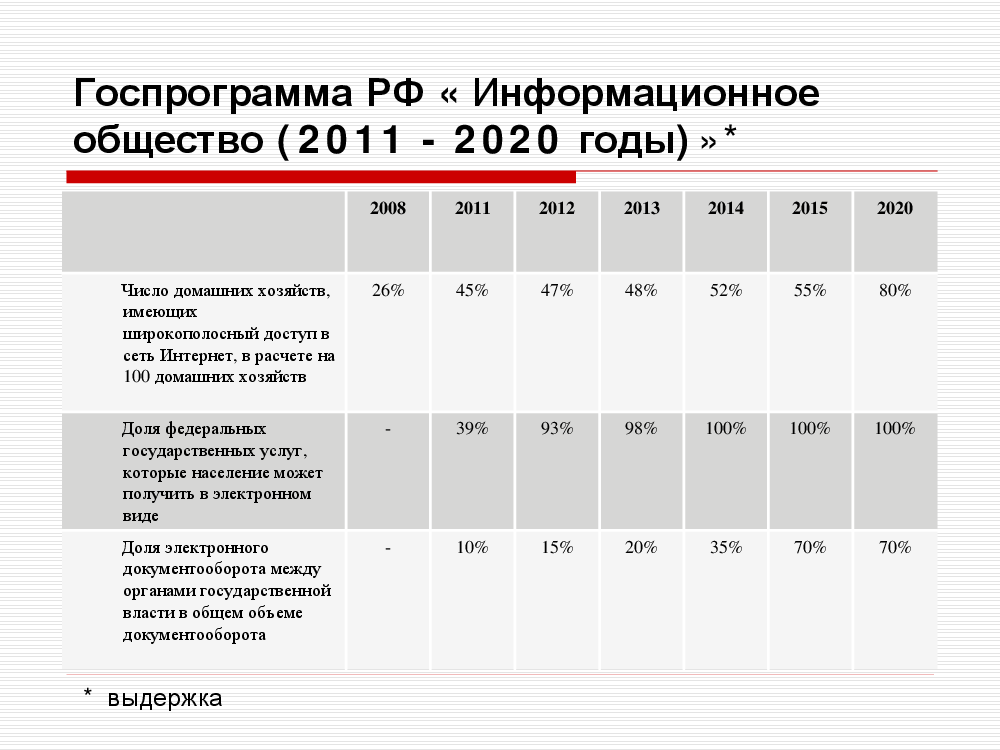 Госпрограмма РФ « Информационное
общество (2011 - 2020 годы) »*
2008 2011 2012 2013 2014 2015 2020
Число домашних хозяйств, 26% 45% 47% 48% 52% 55% 80%
имеющих
широкополосный доступ в
сеть Интернет, в расчете на
100 домашних хозяйств
Доля федеральных - 39% 93% 98% 100% 100% 100%
государственных услуг,
которые население может
получить в электронном
виде
Доля электронного - 10% 15% 20% 35% 70% 70%
документооборота между
органами государственной
власти в общем объеме
документооборота
* выдержка